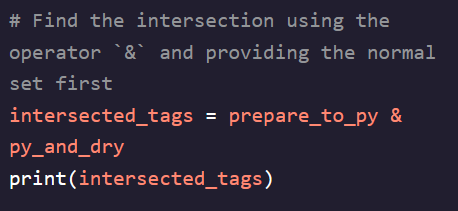 # Find the intersection using the
operator `&` and providing the normal
set first
intersected_tags = prepare_to_py &
py_and_dry
print(intersected_tags)